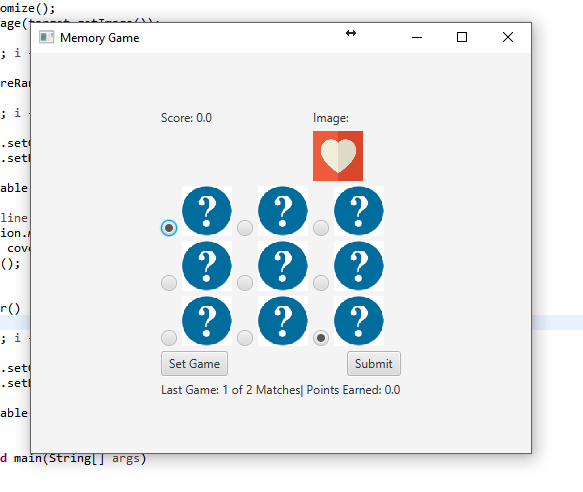 omize();
age(target.getImage());
Memory Game
; i
reRan
; i
.set
.set
able
line
ion.
cove
();
r()
; i
.set
.set
able
d main(String[] args)
Score: 0.0
Image:
? ? ?
? ? ?
? ? ?
Set Game
Submit
Last Game: 1 of 2 Matches| Points Earned: 0.0